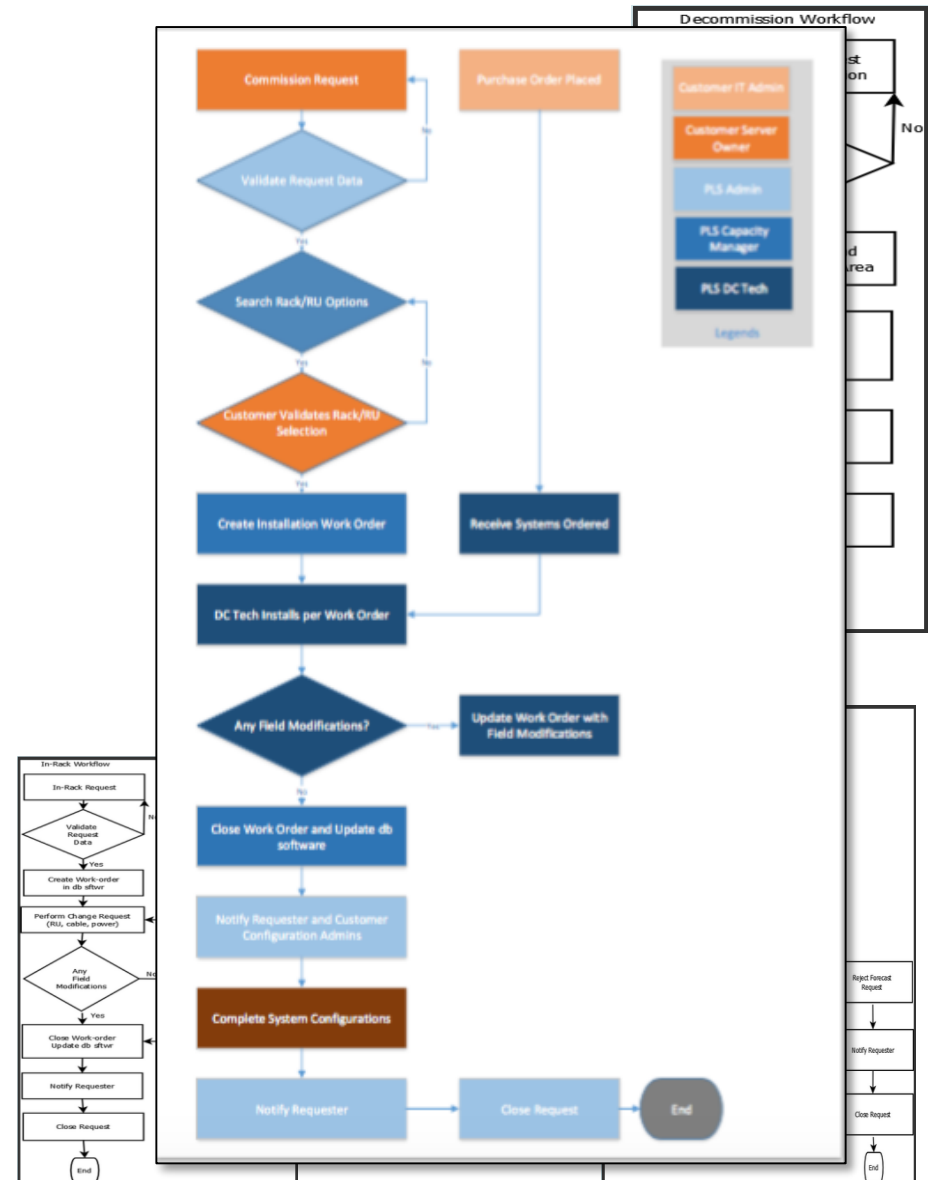 Decommission Workflow
st
on
No
d
rea
Commission Request
Purchase Order Placed
No
Validate Request Data
Yes
Search Rack/RU Options
No
Yes
Customer Validates Rack/RU
Selection
Yes
Create Installation Work Order
Receive Systems Ordered
DC Tech Installs per Work Order
Any Field Modifications?
Yes
Update Work Order with
Field Modifications
No
Close Work Order and Update db
software
Notify Requester and Customer
Configuration Admins
Complete System Configurations
Notify Requester
Close Request
End
Customer IT Admin
Customer Server
Owner
PLS Admin
PLS Capacity
Manager
PLS DC Tech
Legends
In-Rack Workflow
In-Rack Request
N
Validate
Request
Data
Yes
Create Work-order
in db sftwr
Perform Change Request
(RU, cable, power)
Any
Field
Modifications
No
Yes
Close Work-order
Update db sftwr
Notify Requester
Close Request
End
Reject Forecast
Request
Notify Requester
Close Request
End